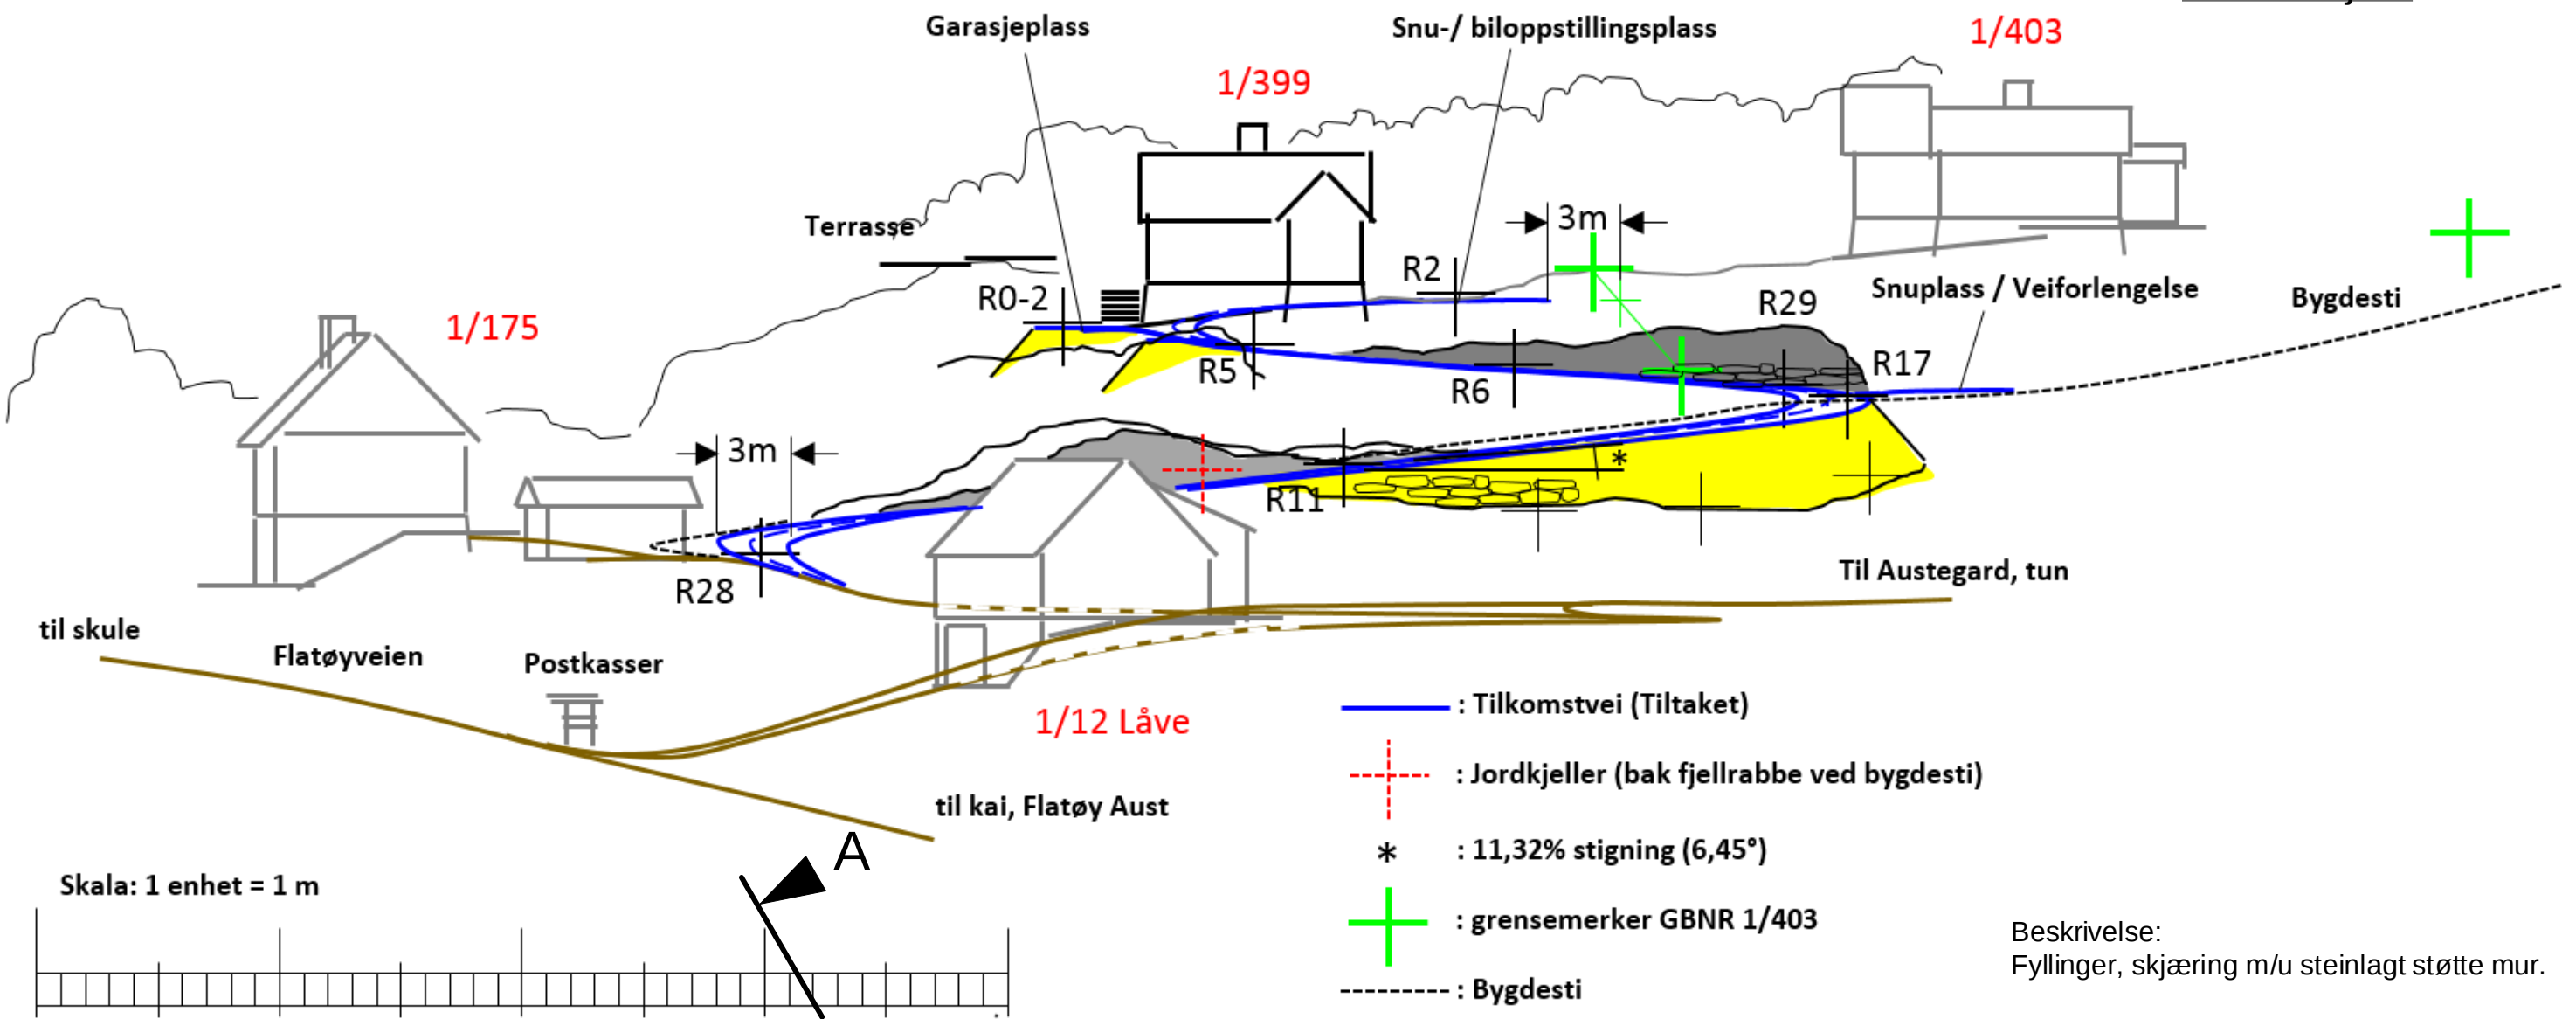 Garasjeplass
Snu-/ biloppstillingsplass
1/403
1/399
Terrasse
3m
R2
R0-2
1/175
R29
Snuplass / Veiforlengelse
Bygdesti
R5
R6
R17
3m
*
R11
R28
Til Austegard, tun
til skule
Flatøyveien
Postkasser
1/12 Låve
: Tilkomstvei (Tiltaket)
: Jordkjeller (bak fjellrabbe ved bygdesti)
til kai, Flatøy Aust
A
* : 11,32% stigning (6,45°)
Skala: 1 enhet = 1 m
: grensemerker GBNR 1/403
Beskrivelse:
Fyllinger, skjæring m/u steinlagt støtte mur.
: Bygdesti